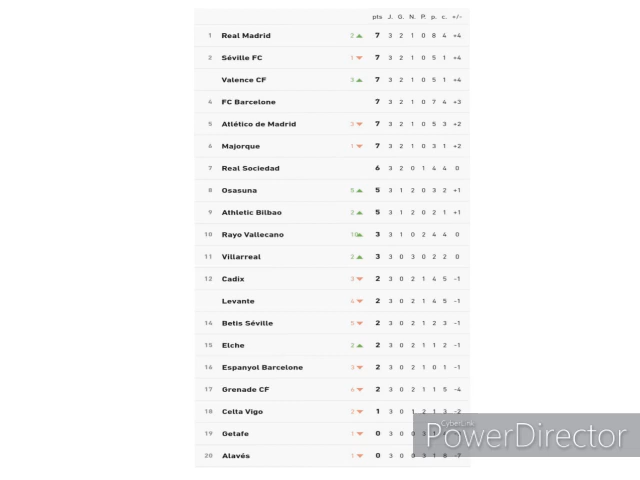 pts J. G. N. P. p. c. +/-
1 Real Madrid 2 7 3 2 1 0 8 4 +4
2 Séville FC 1 7 3 2 1 0 5 1 +4
Valence CF 3 7 3 2 1 0 5 1 +4
4 FC Barcelone 7 3 2 1 0 7 4 +3
5 Atlético de Madrid 3 7 3 2 1 0 5 3 +2
6 Majorque 1 7 3 2 1 0 3 1 +2
7 Real Sociedad 6 3 2 0 1 4 4 0
8 Osasuna 5 5 3 1 2 0 3 2 +1
9 Athletic Bilbao 2 5 3 1 2 0 2 1 +1
10 Rayo Vallecano 10 3 3 1 0 2 4 4 0
11 Villarreal 2 3 3 0 3 0 2 2 0
12 Cadix 3 2 3 0 2 1 4 5 -1
Levante 4 2 3 0 2 1 4 5 -1
14 Betis Séville 5 2 3 0 2 1 2 3 -1
15 Elche 2 2 3 0 2 1 1 2 -1
16 Espanyol Barcelone 3 2 3 0 2 1 0 1 -1
17 Grenade CF 6 2 3 0 2 1 1 5 -4
18 Celta Vigo 2 1 3 0 1 2 1 3 -2
19 Getafe 0 3 0 0 3 1
20 Alavés 1 0 3 0 0 3 1 8 -7
CyberLink
PowerDirector